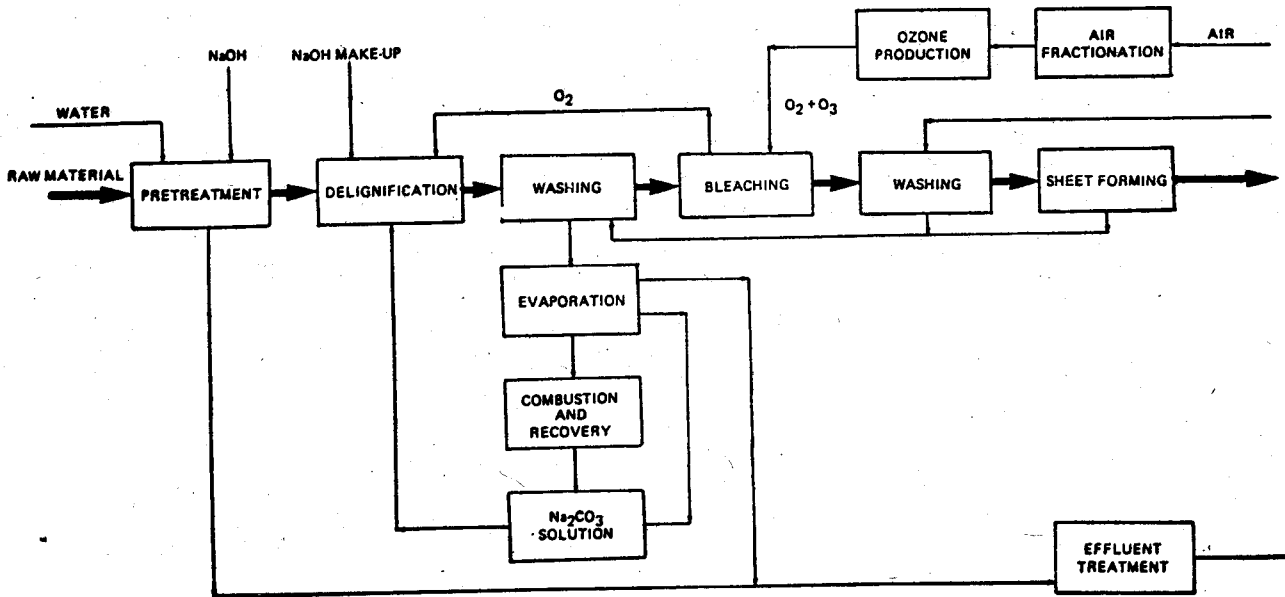 OZONE
PRODUCTION
AIR
FRACTIONATION
AIR
NaOH
NaOH MAKE-UP
WATER
O2
O2 + O3
RAW MATERIAL
PRETREATMENT
DELIGNIFICATION
WASHING
BLEACHING
WASHING
SHEET FORMING
EVAPORATION
COMBUSTION
AND
RECOVERY
Na2CO3
SOLUTION
EFFLUENT
TREATMENT